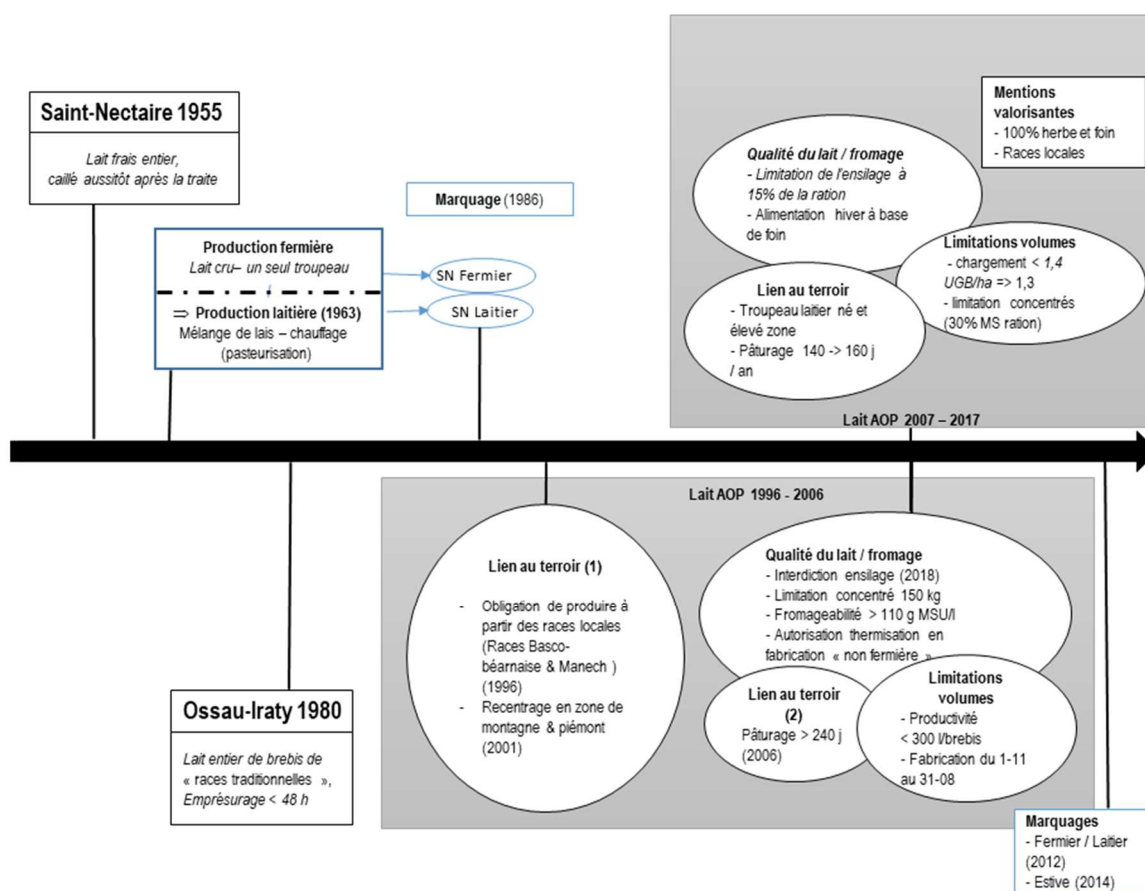 Saint-Nectaire 1955
Lait frais entier,
caillé aussitôt après la traite
Production fermière
Lait cru– un seul troupeau
⇒ Production laitière (1963)
Mélange de lais – chauffage
(pasteurisation)
Marquage (1986)
SN Fermier
SN Laitier
Mentions
valorisantes
- 100% herbe et foin
- Races locales
Qualité du lait / fromage
- Limitation de l'ensilage à
15% de la ration
- Alimentation hiver à base
de foin
Limitations volumes
- chargement < 1,4
UGB/ha => 1,3
- limitation concentrés
(30% MS ration)
Lien au terroir
- Troupeau laitier né et
élevé zone
- Pâturage 140 -> 160 j
/ an
Lait AOP 2007 – 2017
Lait AOP 1996 - 2006
Ossau-Iraty 1980
Lait entier de brebis de
« races traditionnelles »,
Emprésurage < 48 h
Lien au terroir (1)
- Obligation de produire à
partir des races locales
(Races Basco-
béarnaise & Manech )
(1996)
- Recentrage en zone de
montagne & piémont
(2001)
Qualité du lait / fromage
- Interdiction ensilage (2018)
- Limitation concentré 150 kg
- Fromageabilité > 110 g MSU/l
- Autorisation thermisation en
fabrication « non fermière »
Lien au terroir
(2)
Pâturage > 240 j
(2006)
Limitations
volumes
- Productivité
< 300 l/brebis
- Fabrication du 1-11
au 31-08
Marquages
- Fermier / Laitier
(2012)
- Estive (2014)